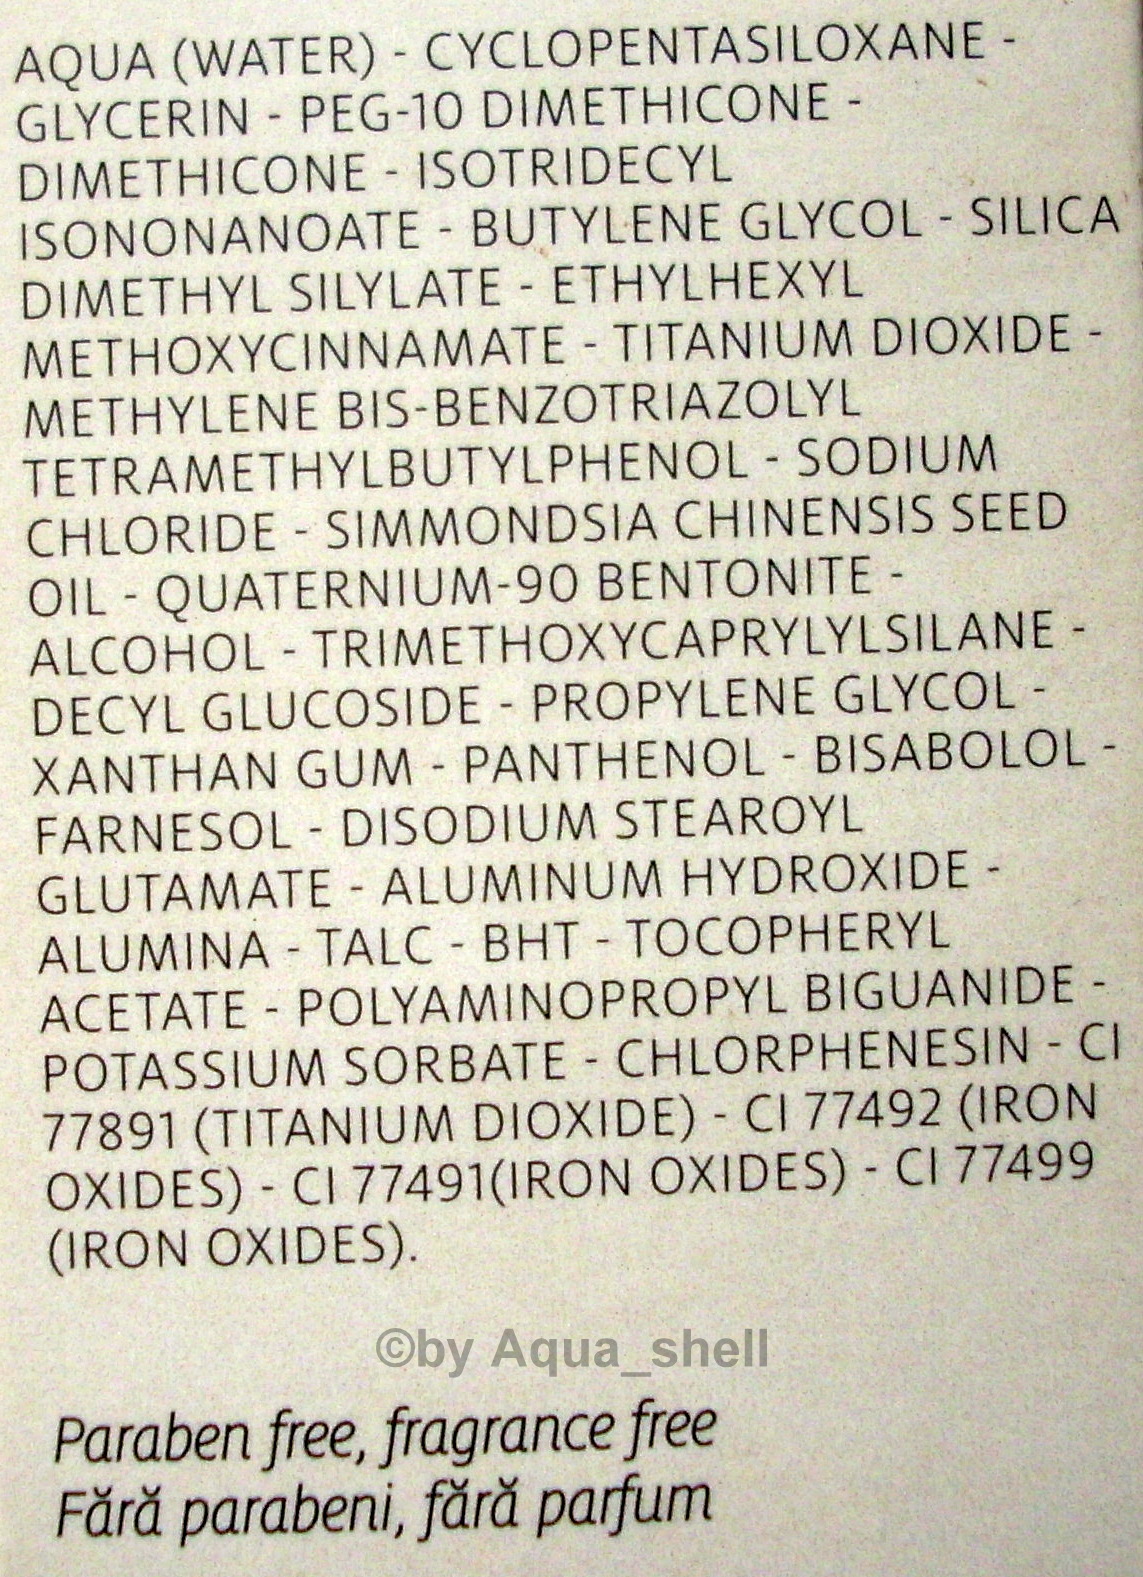 AQUA (WATER) - CYCLOPENTASILOXANE -
GLYCERIN - PEG-10 DIMETHICONE -
DIMETHICONE - ISOTRIDECYL
ISONONANOATE - BUTYLENE GLYCOL - SILICA
DIMETHYL SILYLATE - ETHYLHEXYL
METHOXYCINNAMATE - TITANIUM DIOXIDE -
METHYLENE BIS-BENZOTRIAZOLYL
TETRAMETHYLBUTYLPHENOL - SODIUM
CHLORIDE - SIMMONDSIA CHINENSIS SEED
OIL - QUATERNIUM-90 BENTONITE -
ALCOHOL - TRIMETHOXYCAPRYLYLSILANE -
DECYL GLUCOSIDE - PROPYLENE GLYCOL -
XANTHAN GUM - PANTHENOL - BISABOLOL -
FARNESOL - DISODIUM STEAROYL
GLUTAMATE - ALUMINUM HYDROXIDE -
ALUMINA - TALC - BHT - TOCOPHERYL
ACETATE - POLYAMINOPROPYL BIGUANIDE -
POTASSIUM SORBATE - CHLORPHENESIN - CI
77891 (TITANIUM DIOXIDE) - CI 77492 (IRON
OXIDES) - CI 77491(IRON OXIDES) - CI 77499
(IRON OXIDES).
©by Aqua_shell
Paraben free, fragrance free
Fără parabeni, fără parfum